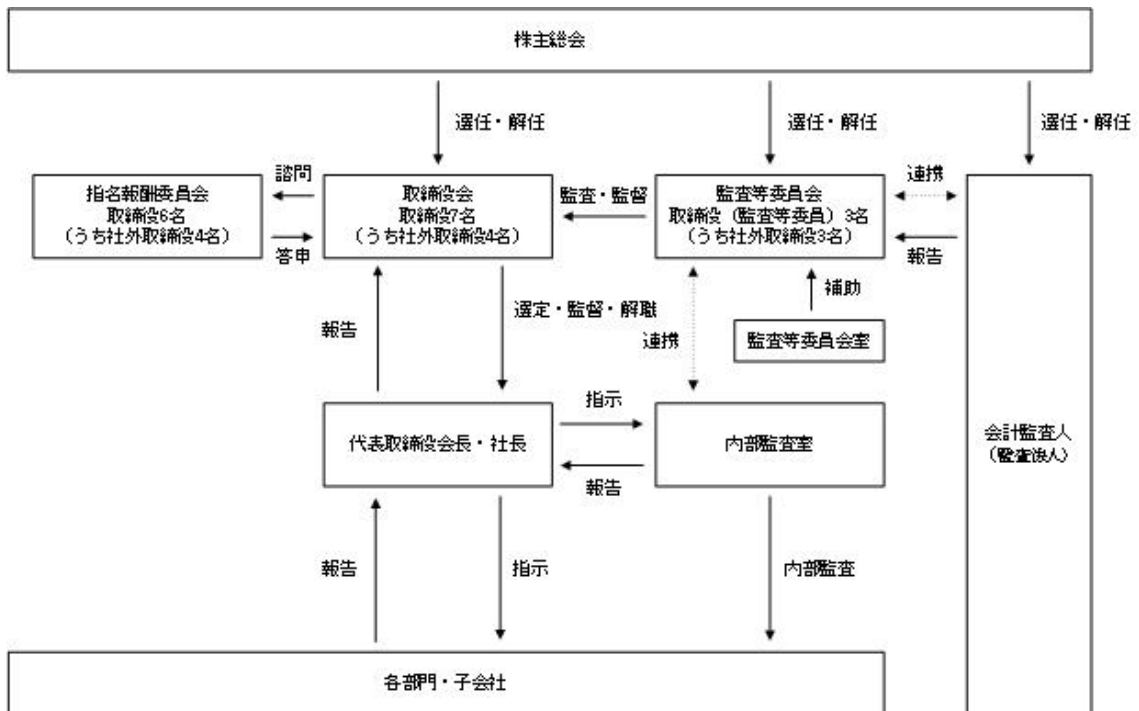 株主総会
選任・解任
選任・解任
選任・解任
諮問
連携
指名報酬委員会
取締役6名
(うち社外取締役4名)
取締役会
取締役7名
(うち社外取締役4名)
監査・監督
監査等委員会
取締役(監査等委員)3名
(うち社外取締役3名)
答申
報告
補助
報告
選定・監督・解職
連携
監査等委員会室
指示
代表取締役会長・社長
内部監査室
会計監査人
(監査法人)
報告
報告
指示
内部監査
各部門・子会社